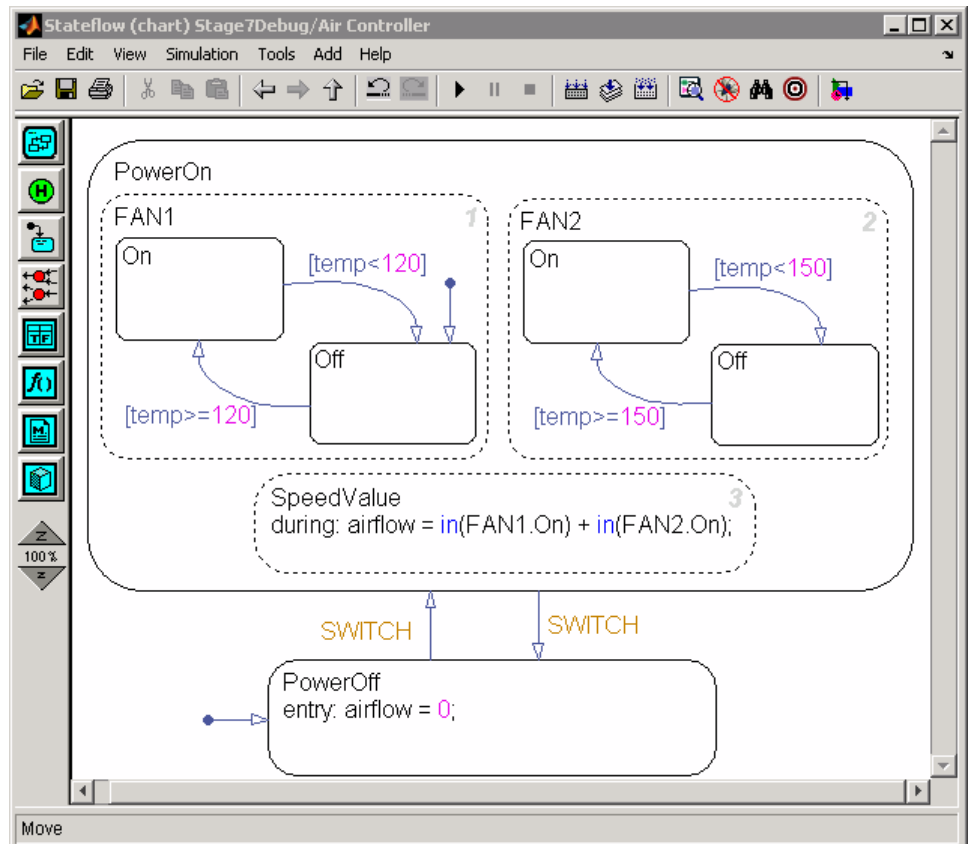 Stateflow (chart) Stage7Debug/Air Controller
File Edit View Simulation Tools Add Help
PowerOn
FAN1
1
On
[temp<120]
Off
[temp>=120]
FAN2
2
On
[temp<150]
Off
[temp>=150]
SpeedValue
3
during: airflow = in(FAN1.On) + in(FAN2.On);
SWITCH
SWITCH
PowerOff
entry: airflow = 0;
H
TF
f()
M
Z
100%
Z
Move